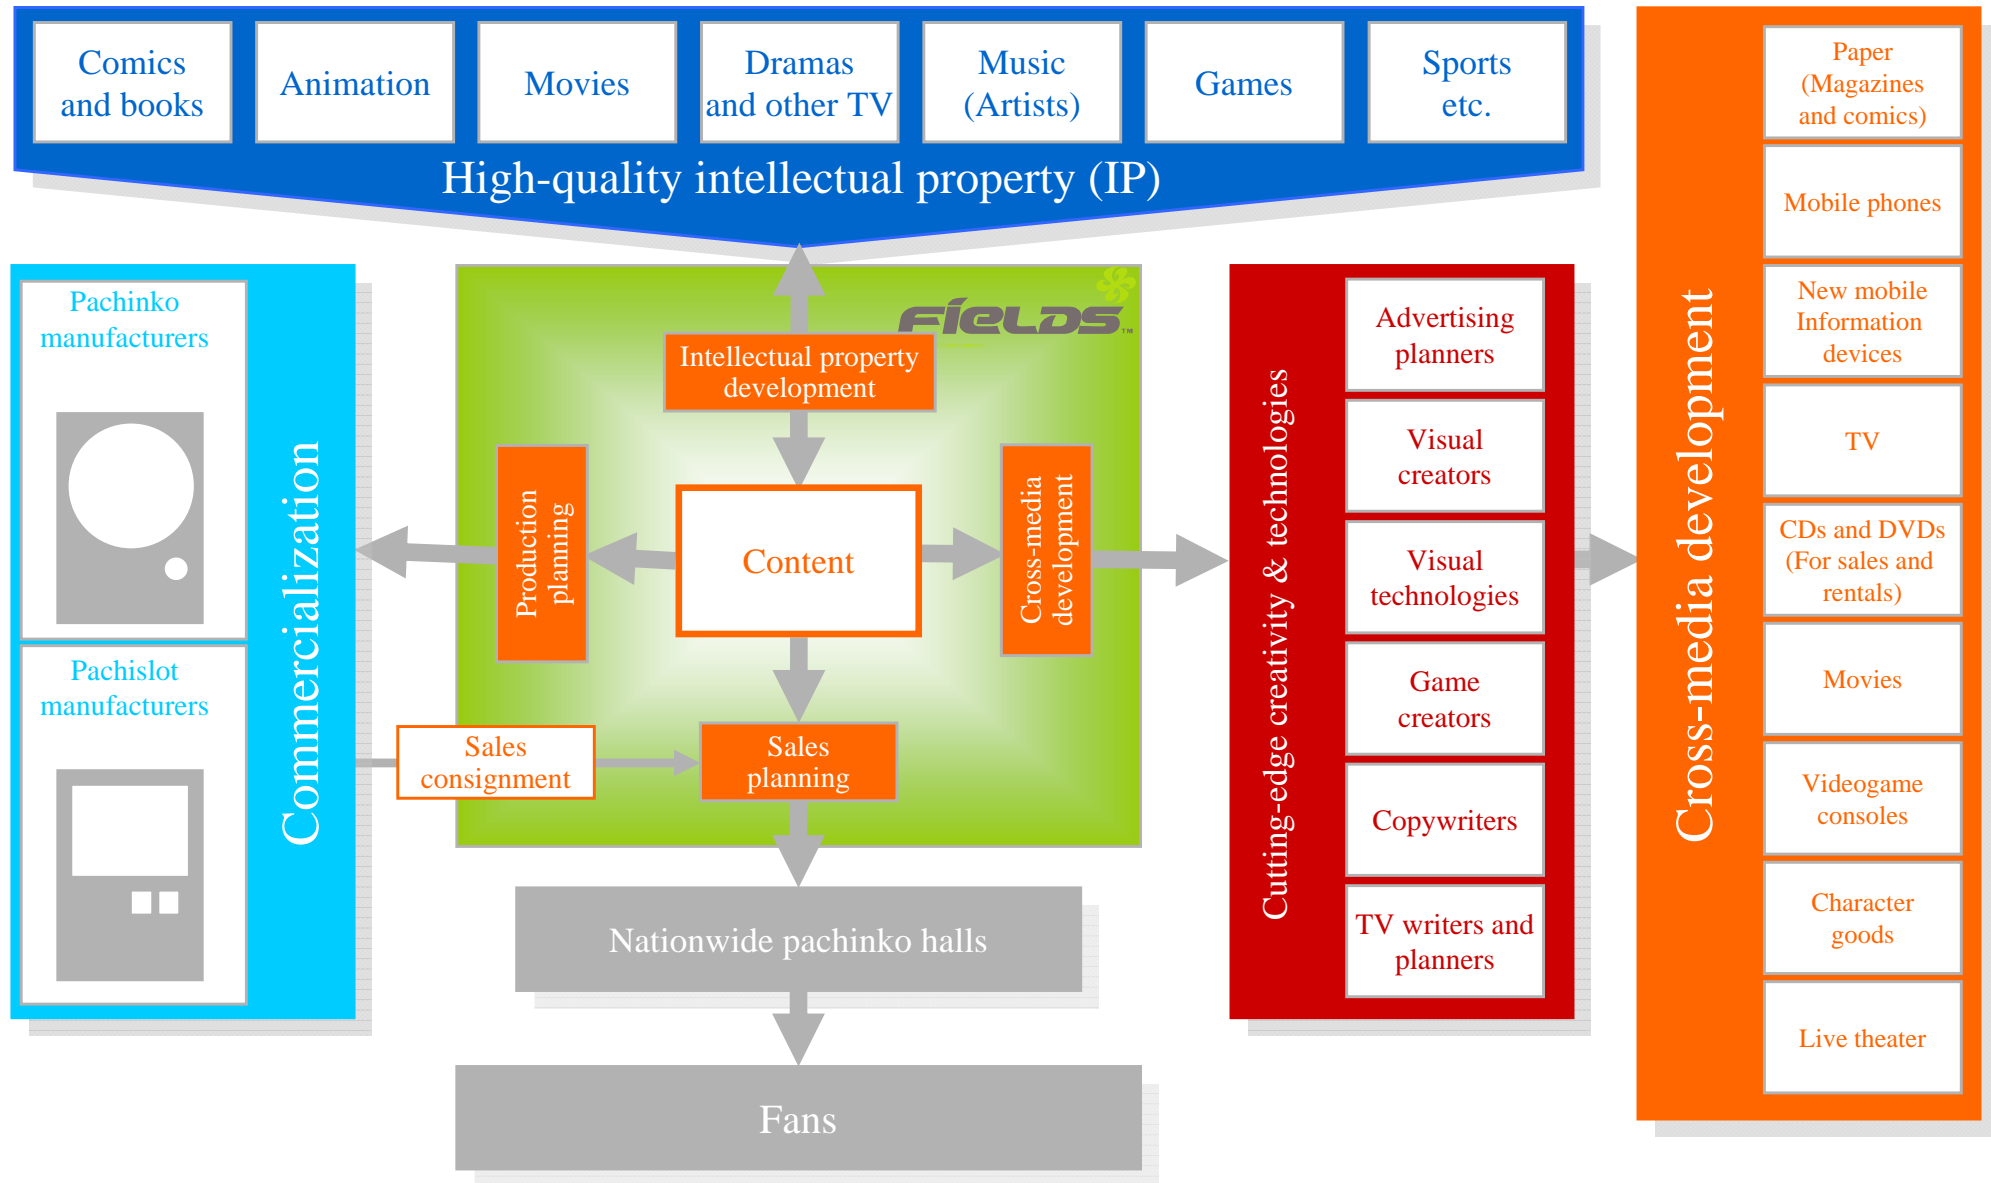 Comics
and books
Animation
Movies
Dramas
and other TV
Music
(Artists)
Games
Sports
etc.
High-quality intellectual property (IP)
Pachinko
manufacturers
Pachislot
manufacturers
Commercialization
FIELDS™
Intellectual property
development
Production
planning
Content
Cross-media
development
Sales
consignment
Sales
planning
Nationwide pachinko halls
Fans
Cutting-edge creativity & technologies
Advertising
planners
Visual
creators
Visual
technologies
Game
creators
Copywriters
TV writers and
planners
Cross-media development
Paper
(Magazines
and comics)
Mobile phones
New mobile
Information
devices
TV
CDs and DVDs
(For sales and
rentals)
Movies
Videogame
consoles
Character
goods
Live theater